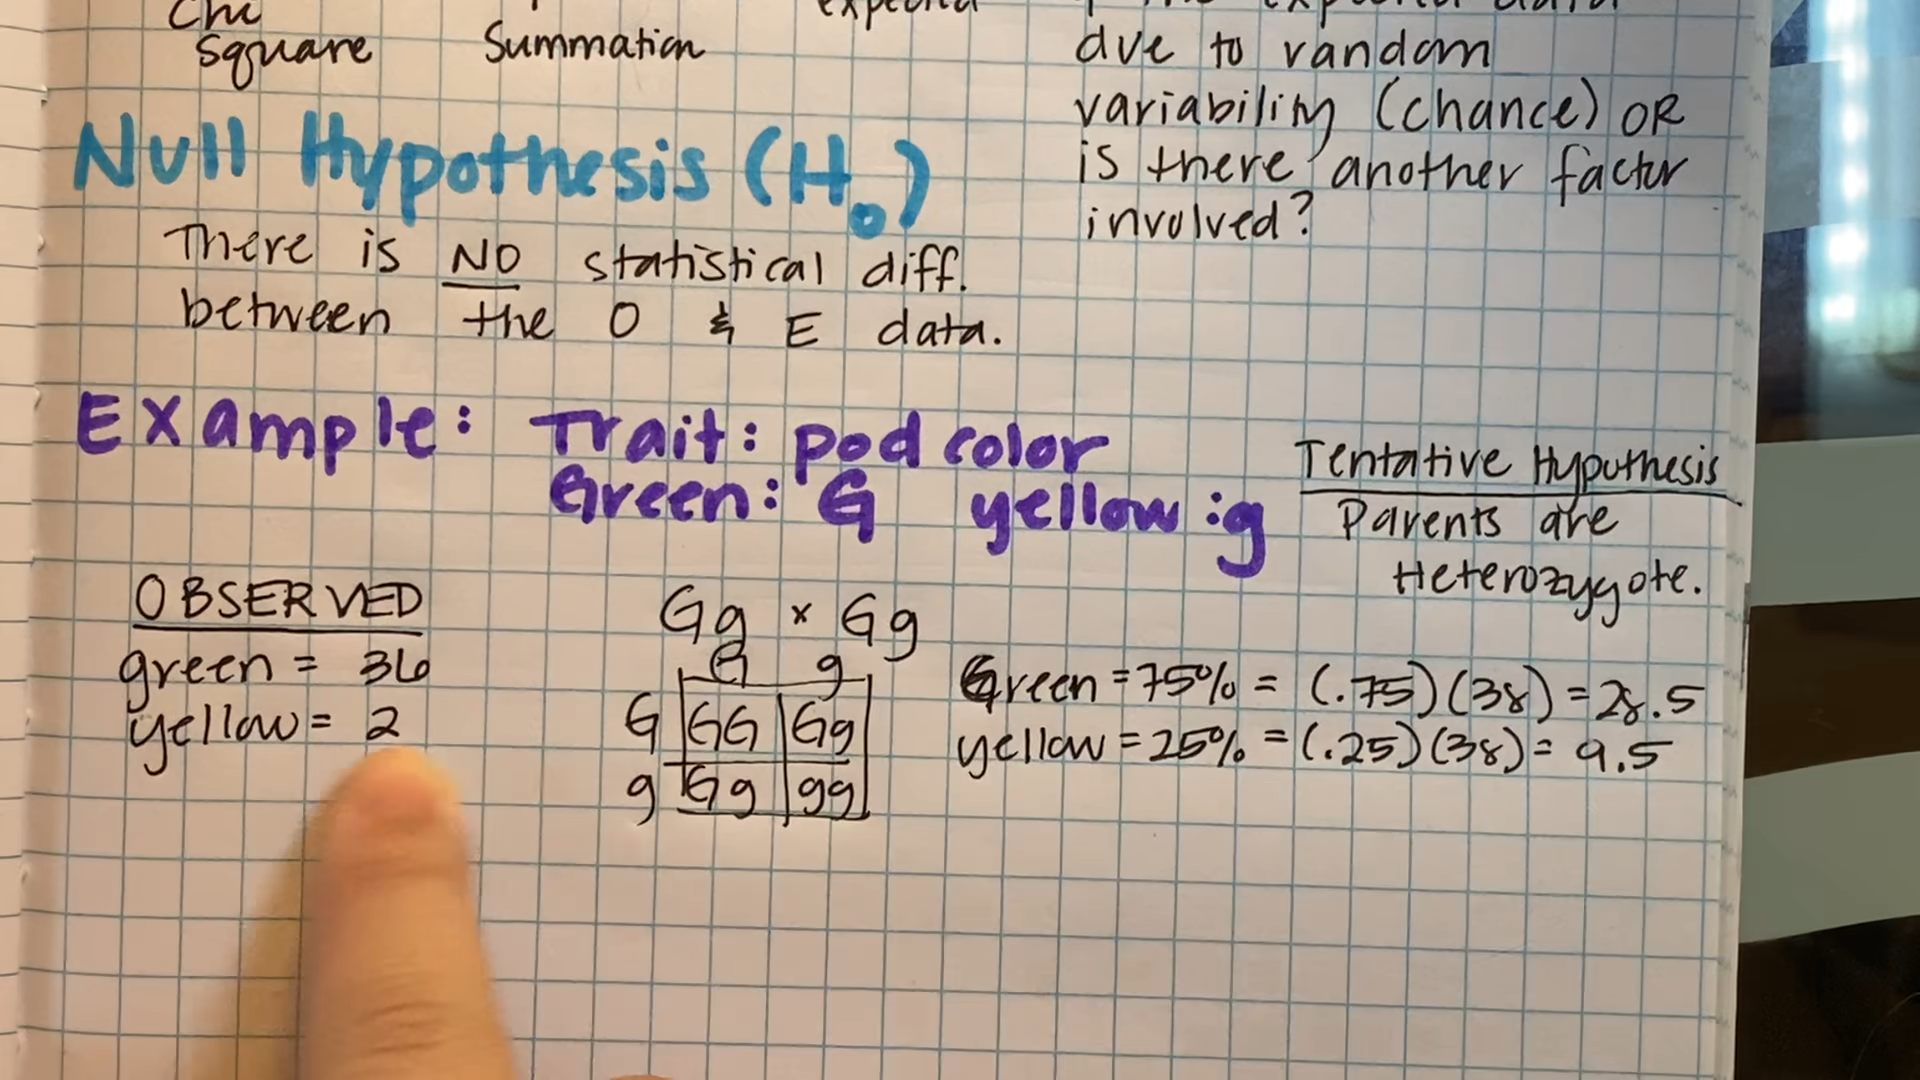 Chi
Square
Summation
expected
due to random
variability (chance) OR
is there another factor
involved?
Null Hypothesis (H₀)
There is NO statistical diff.
between the O & E data.
Example: Trait: pod color
Green: G yellow :g
Tentative Hypothesis
Parents are
Heterozygote.
OBSERVED
green = 36
yellow = 2
Gg × Gg
G g
G GG Gg
g Gg gg
Green = 75% = (.75)(38) = 28.5
yellow = 25% = (.25)(38) = 9.5